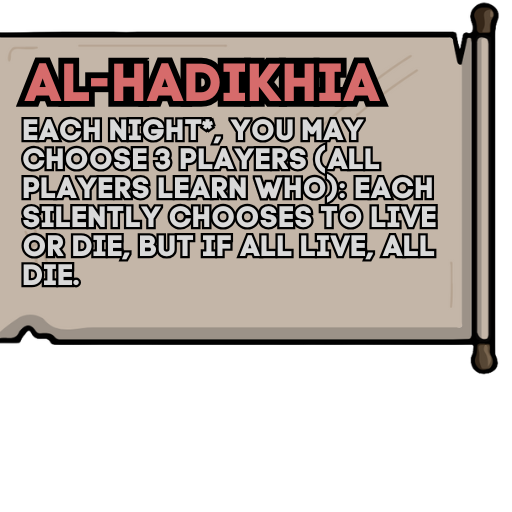 AL-HADIKHIA
EACH NIGHT*, YOU MAY
CHOOSE 3 PLAYERS (ALL
PLAYERS LEARN WHO): EACH
SILENTLY CHOOSES TO LIVE
OR DIE, BUT IF ALL LIVE, ALL
DIE.